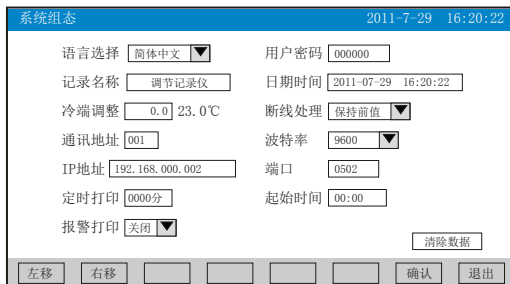 系统组态 2011-7-29 16:20:22
语言选择 简体中文 用户密码 000000
记录名称 调节记录仪 日期时间 2011-07-29 16:20:22
冷端调整 0.0 23.0℃ 断线处理 保持前值
通讯地址 001 波特率 9600
IP地址 192.168.000.002 端口 0502
定时打印 0000分 起始时间 00:00
报警打印 关闭
清除数据
左移 右移 确认 退出